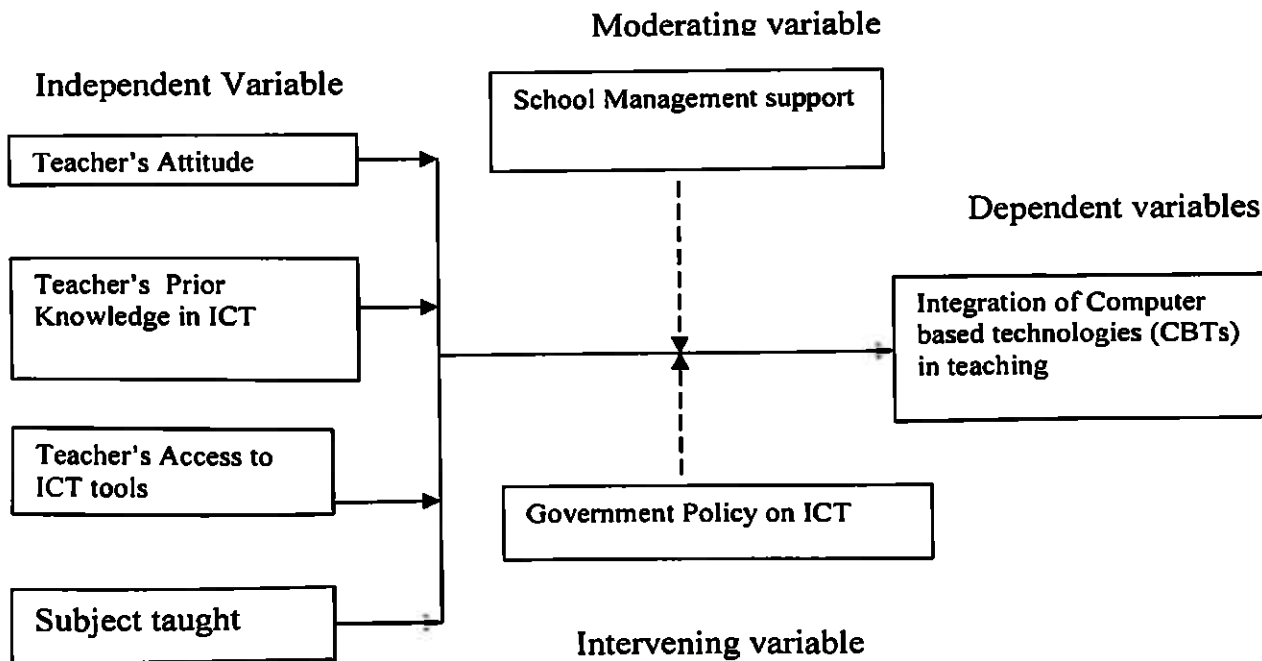 Moderating variable
Independent Variable
School Management support
Teacher's Attitude
Dependent variables
Teacher's Prior
Knowledge in ICT
Integration of Computer
based technologies (CBTs)
in teaching
Teacher's Access to
ICT tools
Government Policy on ICT
Subject taught
Intervening variable